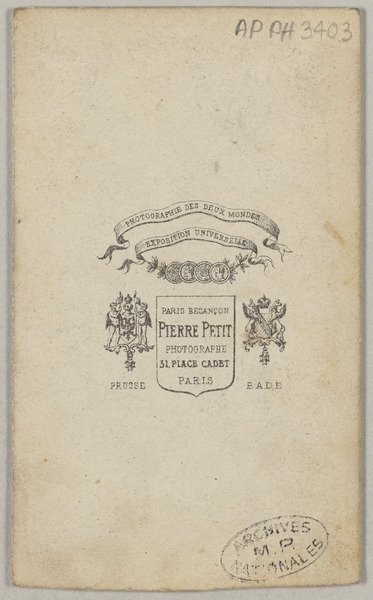 AP PH 3403
PHOTOGRAPHIE DES DEUX MONDES
EXPOSITION UNIVERSELLE
PARIS BESANÇON
PIERRE PETIT
PHOTOGRAPHE
31. PLACE CADET
PARIS
PRUSSE
BADE
ARCHIVES
M.P.
NATIONALES